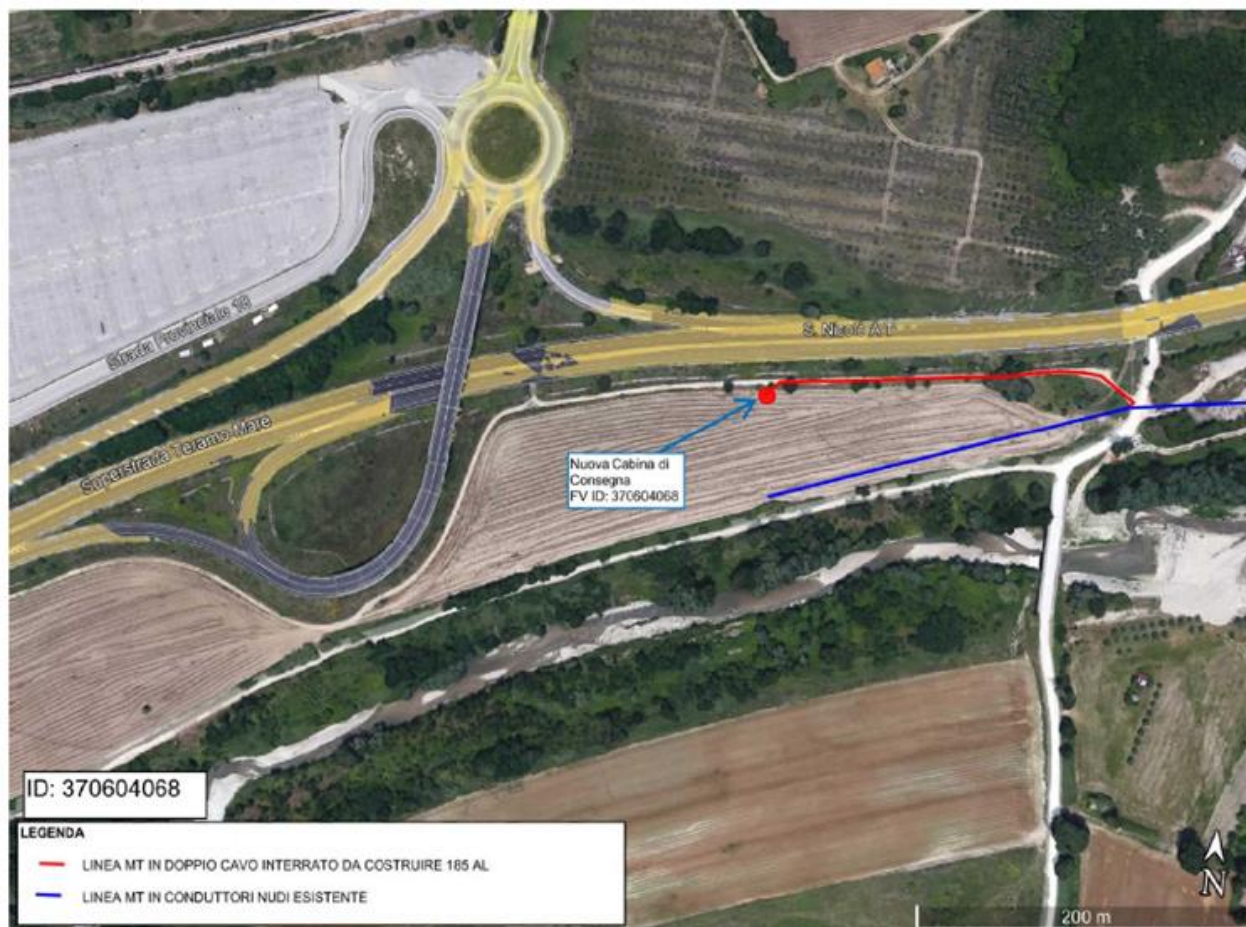 Strada Provinciale 18
S. Nicolò A T
Superstrada Teramo-Mare
Nuova Cabina di
Consegna
FV ID: 370604068
ID: 370604068
LEGENDA
LINEA MT IN DOPPIO CAVO INTERRATO DA COSTRUIRE 185 AL
LINEA MT IN CONDUTTORI NUDI ESISTENTE
N
200 m